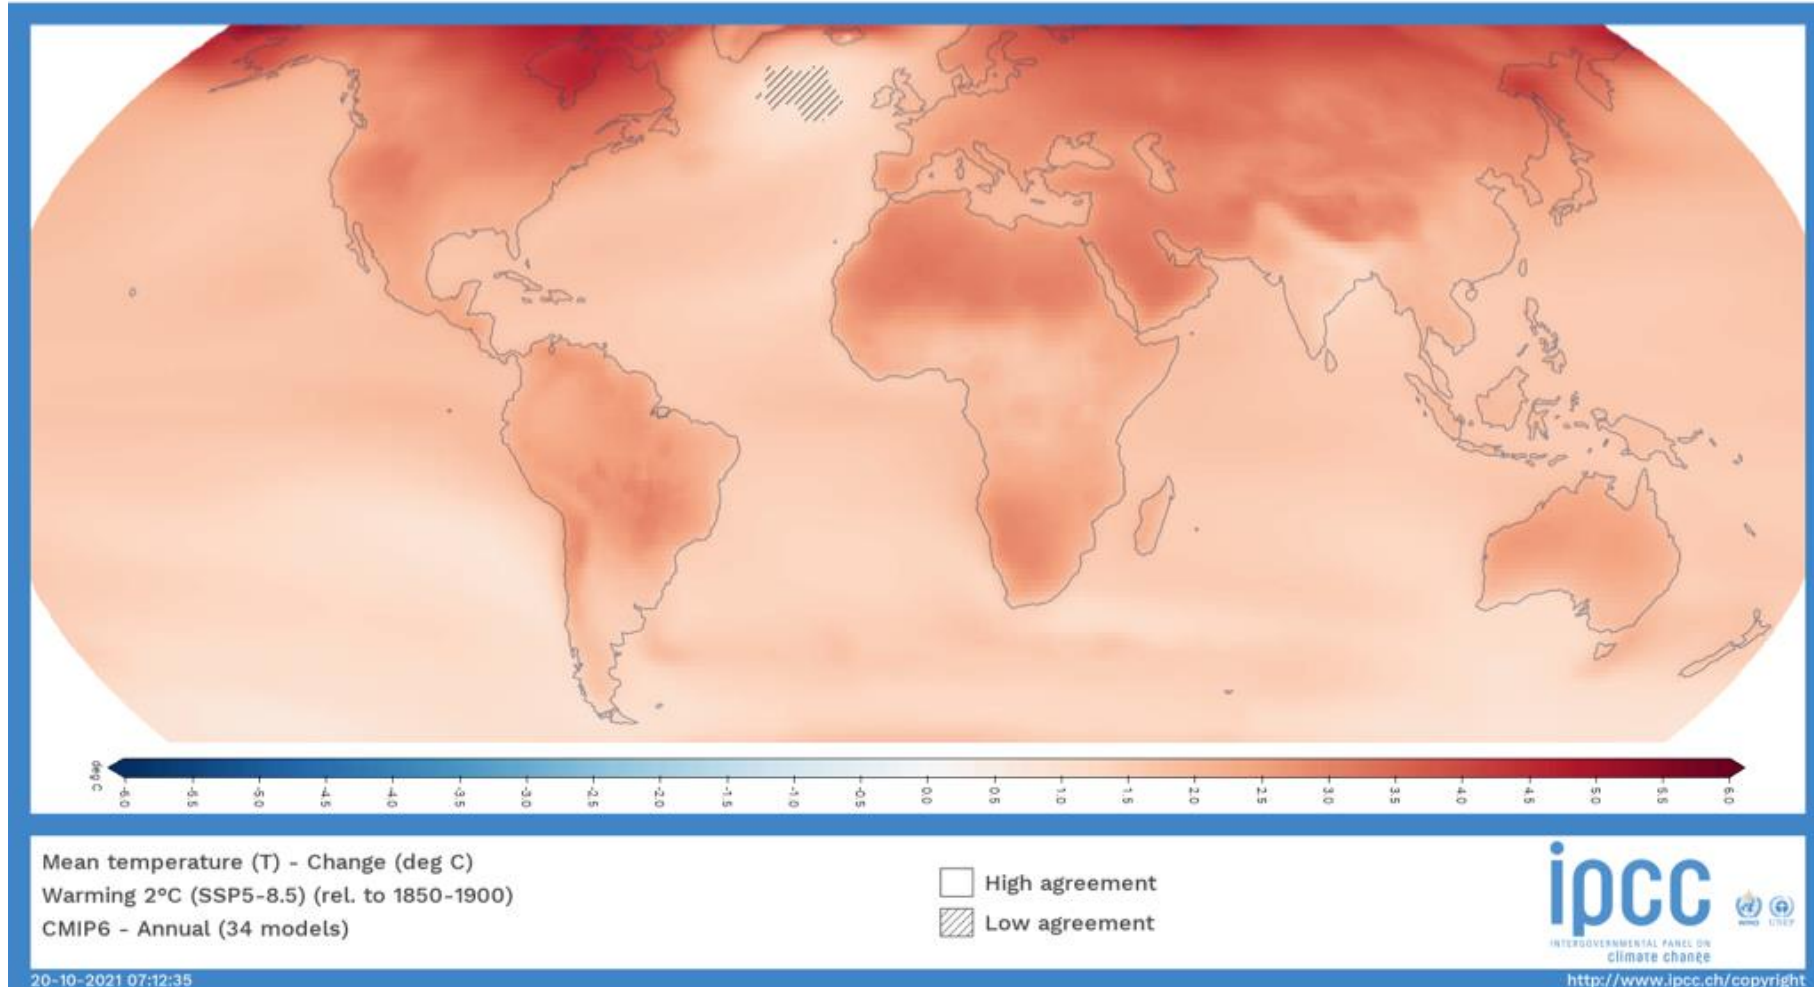 deg C
-6.0 -5.5 -5.0 -4.5 -4.0 -3.5 -3.0 -2.5 -2.0 -1.5 -1.0 -0.5 0.0 0.5 1.0 1.5 2.0 2.5 3.0 3.5 4.0 4.5 5.0 5.5 6.0
Mean temperature (T) - Change (deg C)
Warming 2°C (SSP5-8.5) (rel. to 1850-1900)
CMIP6 - Annual (34 models)
High agreement
Low agreement
ipcc
INTERGOVERNMENTAL PANEL ON
climate change
WMO
UNEP
20-10-2021 07:12:35
http://www.ipcc.ch/copyright